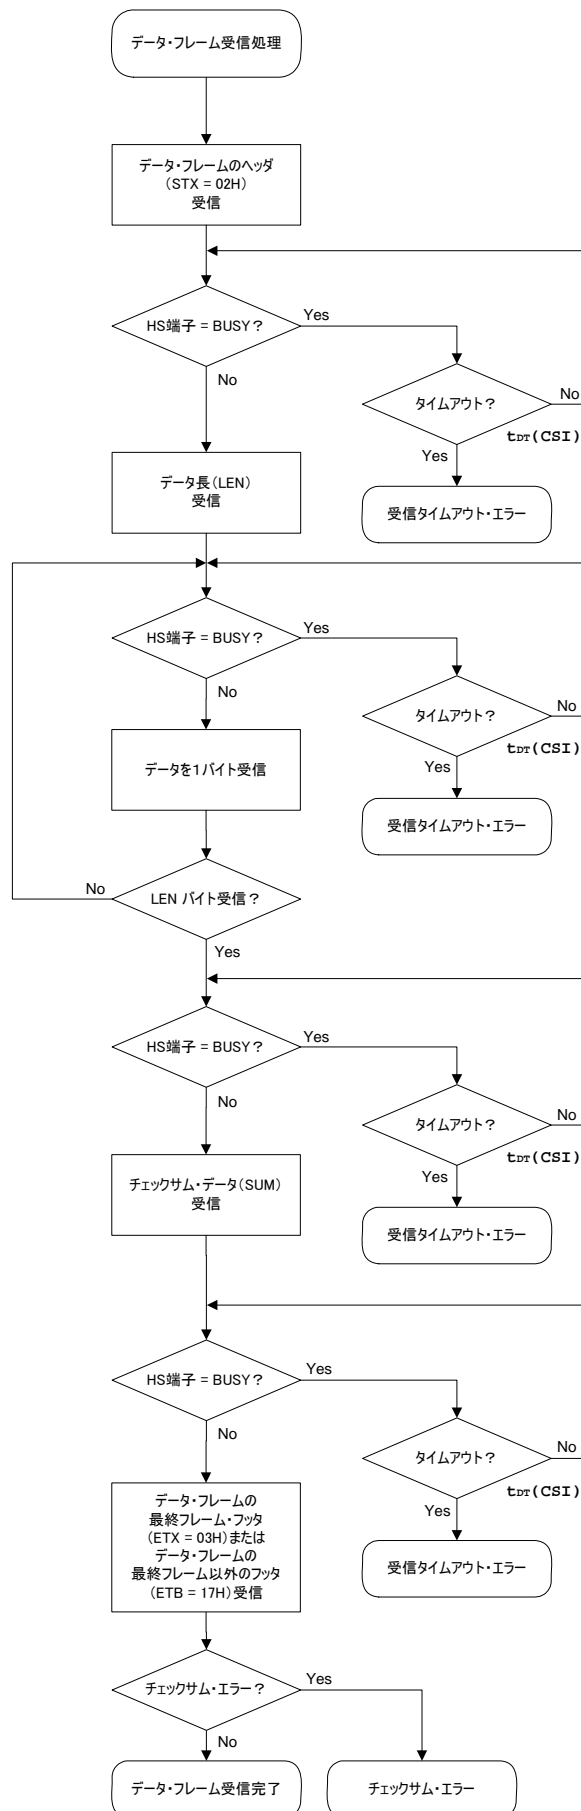 データ・フレーム受信処理
データ・フレームのヘッダ
(STX = 02H)
受信
HS端子 = BUSY？
Yes
No
タイムアウト？
No
tDT(CSI)
Yes
受信タイムアウト・エラー
データ長(LEN)
受信
HS端子 = BUSY？
Yes
No
タイムアウト？
No
tDT(CSI)
Yes
受信タイムアウト・エラー
データを1バイト受信
LEN バイト受信？
No
Yes
HS端子 = BUSY？
Yes
No
タイムアウト？
No
tDT(CSI)
Yes
受信タイムアウト・エラー
チェックサム・データ(SUM)
受信
HS端子 = BUSY？
Yes
No
タイムアウト？
No
tDT(CSI)
Yes
受信タイムアウト・エラー
データ・フレームの
最終フレーム・フッタ
(ETX = 03H)または
データ・フレームの
最終フレーム以外のフッタ
(ETB = 17H)受信
チェックサム・エラー？
Yes
No
データ・フレーム受信完了
チェックサム・エラー